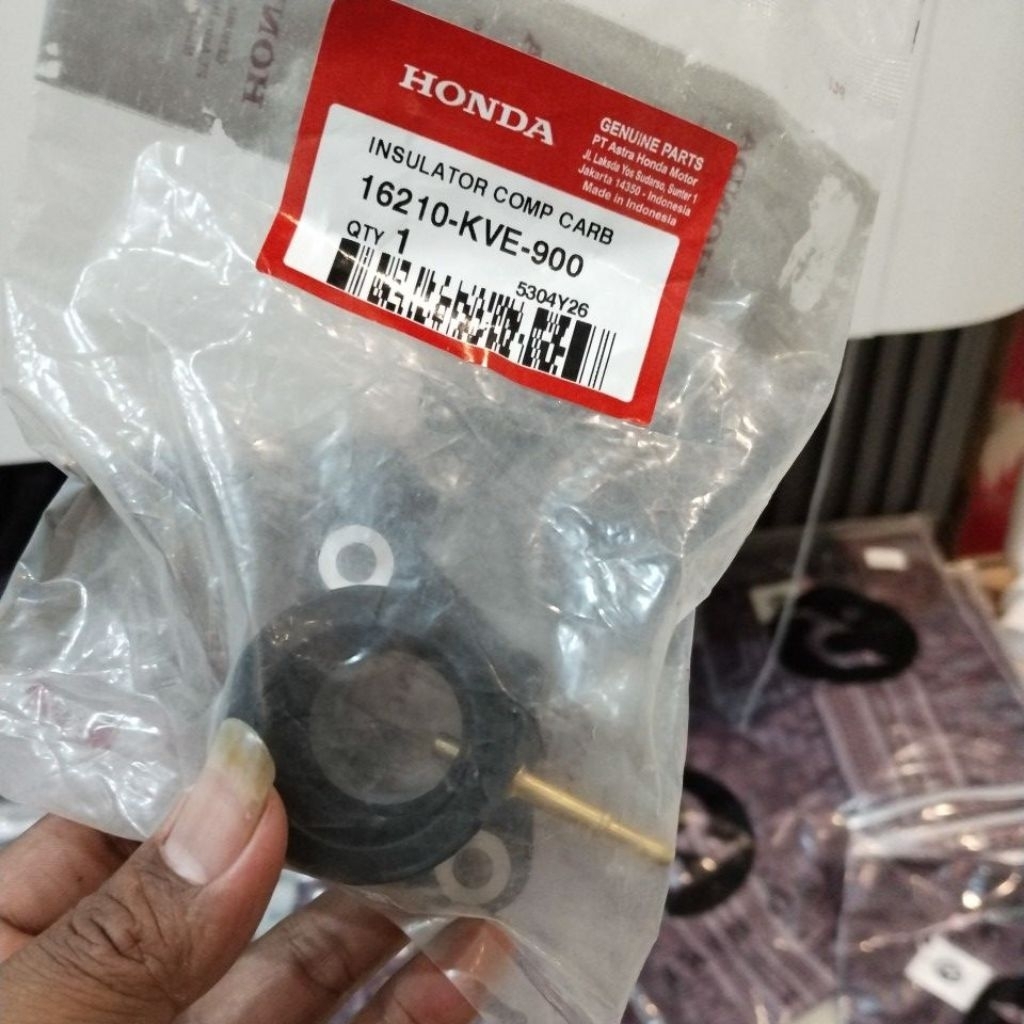 HONDA
GENUINE PARTS
PT Astra Honda Motor
Jl. Laksda Yos Sudarso, Sunter 1
Jakarta 14350 - Indonesia
Made in Indonesia
INSULATOR COMP CARB
16210-KVE-900
QTY 1
5304Y26